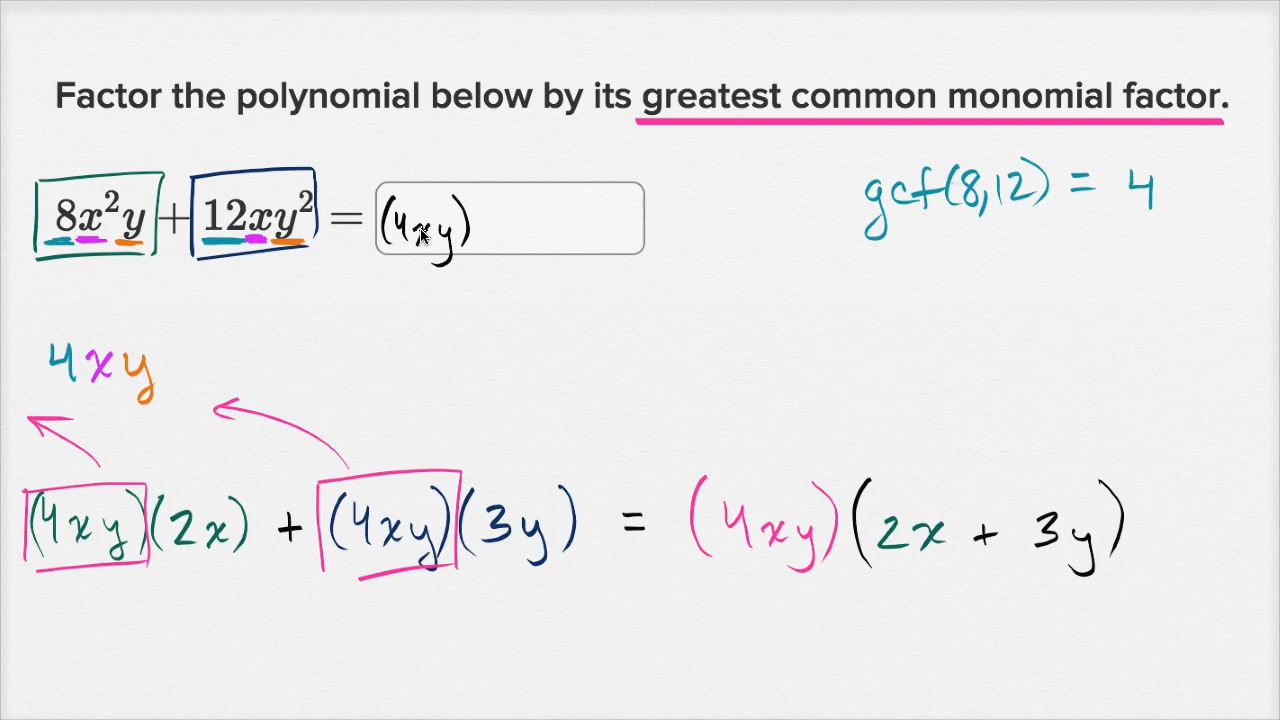 Factor the polynomial below by its greatest common monomial factor.
8x²y + 12xy² = (4xy)
gcf(8,12) = 4
4xy
(4xy)(2x) + (4xy)(3y) = (4xy)(2x + 3y)